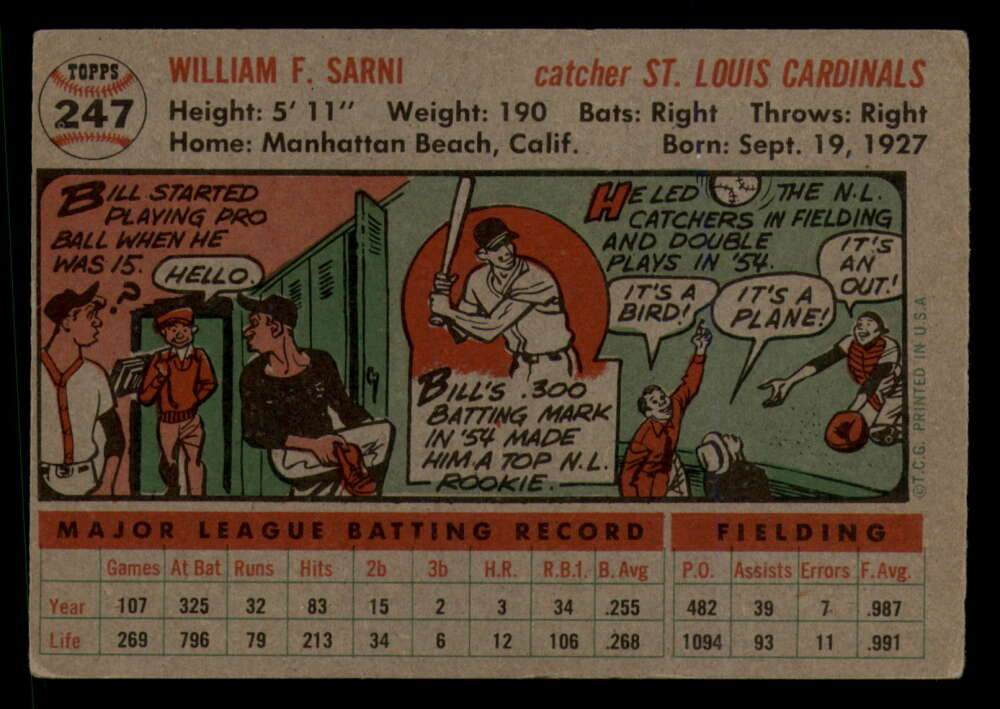 TOPPS
247
WILLIAM F. SARNI
catcher ST. LOUIS CARDINALS
Height: 5' 11" Weight: 190 Bats: Right Throws: Right
Home: Manhattan Beach, Calif. Born: Sept. 19, 1927
BILL STARTED
PLAYING PRO
BALL WHEN HE
WAS 15.
?
HELLO.
BILL'S .300
BATTING MARK
IN '54 MADE
HIM A TOP N.L.
ROOKIE.
HE LED THE N.L.
CATCHERS IN FIELDING
AND DOUBLE
PLAYS IN '54.
IT'S A
BIRD!
IT'S A
PLANE!
IT'S
AN
OUT!
©T.C.G. PRINTED IN U.S.A.
MAJOR LEAGUE BATTING RECORD FIELDING
Games At Bat Runs Hits 2b 3b H.R. R.B.1. B. Avg P.O. Assists Errors F. Avg.
Year 107 325 32 83 15 2 3 34 .255 482 39 7 .987
Life 269 796 79 213 34 6 12 106 .268 1094 93 11 .991